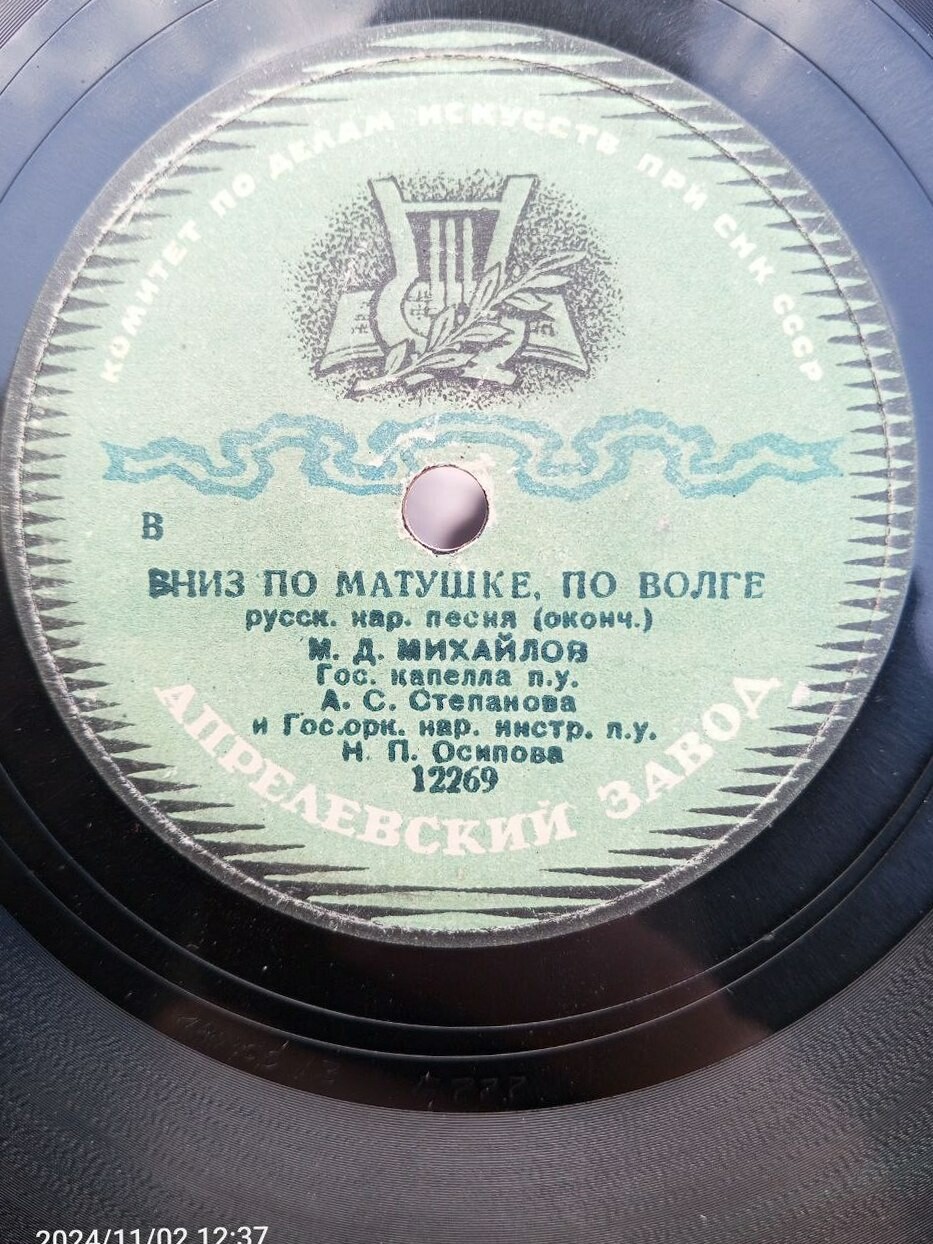 КОМИТЕТ ПО ДЕЛАМ ИСКУССТВ ПРИ СНК СССР
В
ВНИЗ ПО МАТУШКЕ, ПО ВОЛГЕ
русск. нар. песня (оконч.)
М. Д. МИХАЙЛОВ
Гос. капелла п.у.
А. С. Степанова
и Гос.орк. нар. инстр. п.у.
Н. П. Осипова
12269
АПРЕЛЕВСКИЙ ЗАВОД
2024/11/02 12:37